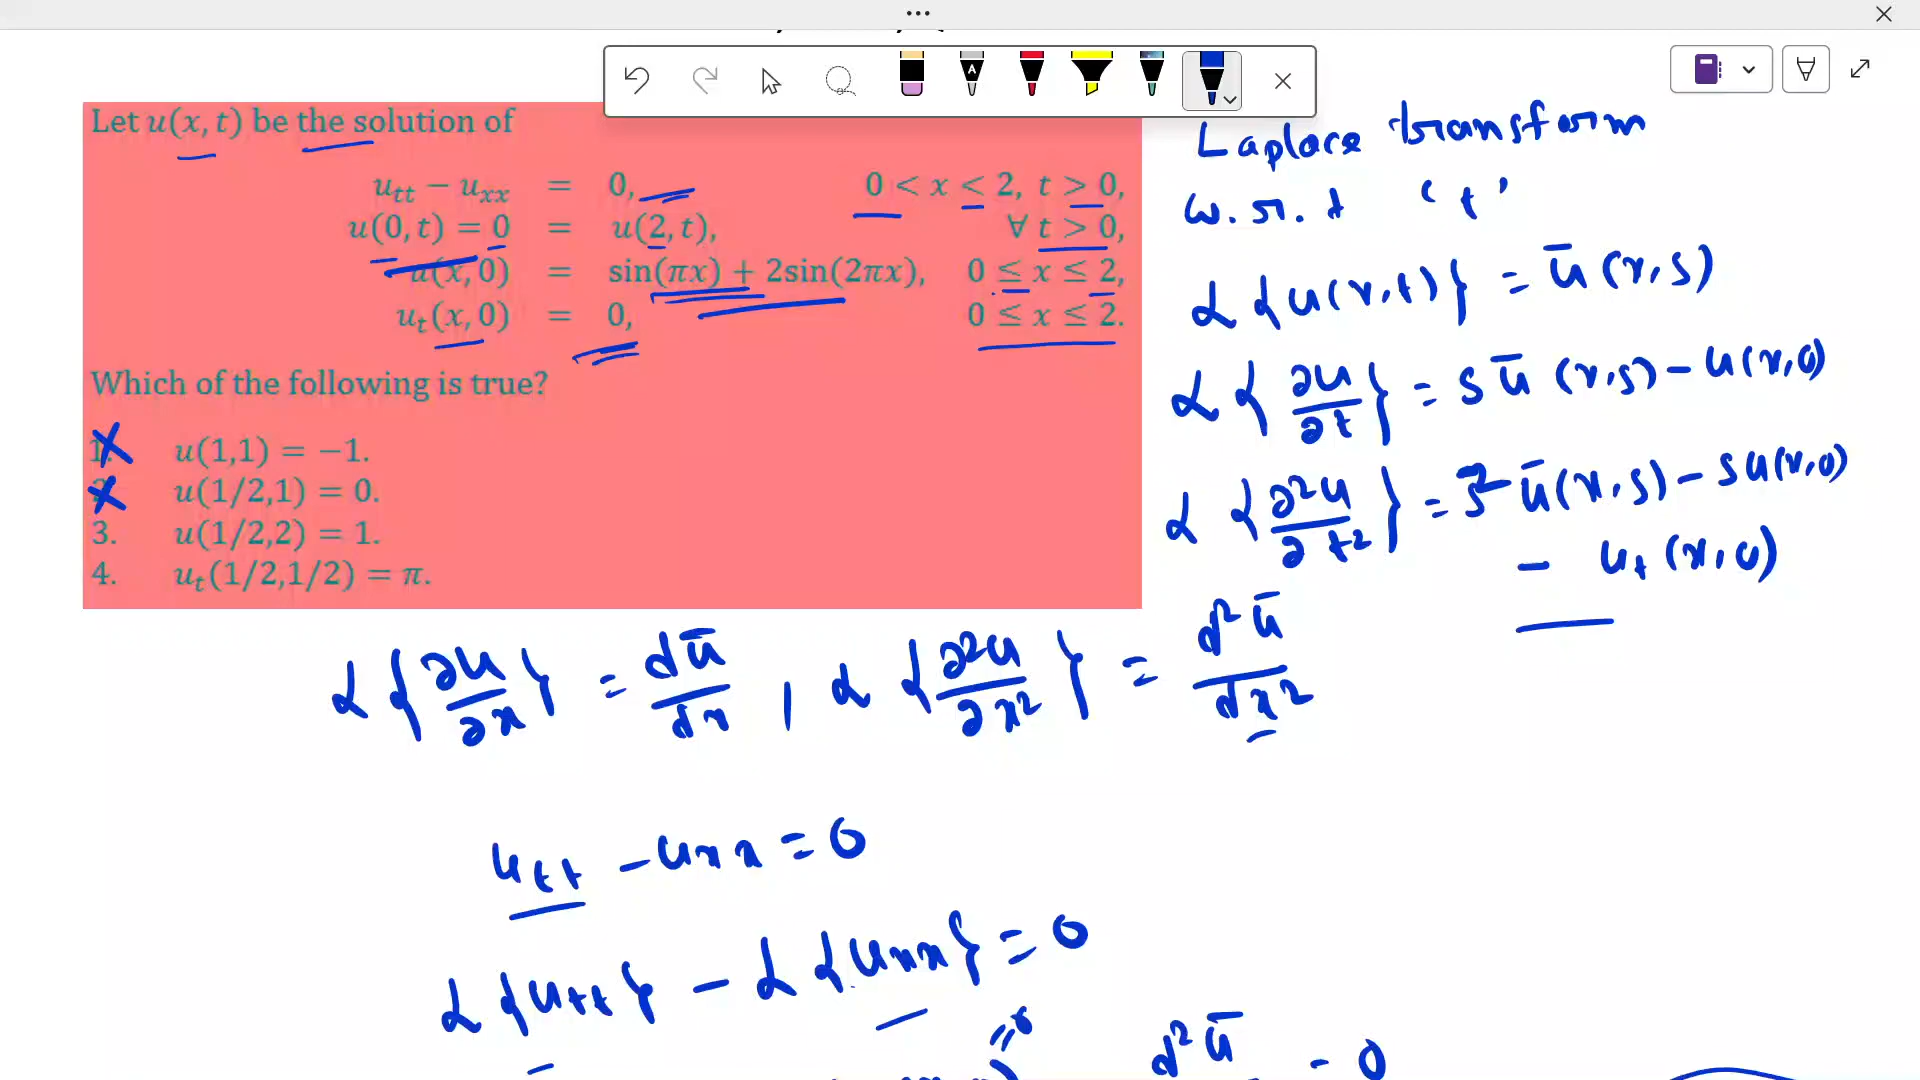 Let u(x, t) be the solution of
u_tt − u_xx = 0, 0 < x < 2, t > 0,
u(0, t) = 0 = u(2, t), ∀ t > 0,
u(x, 0) = sin(πx) + 2sin(2πx), 0 ≤ x ≤ 2,
u_t(x, 0) = 0, 0 ≤ x ≤ 2.
Which of the following is true?
1. u(1,1) = −1.
2. u(1/2,1) = 0.
3. u(1/2,2) = 1.
4. u_t(1/2,1/2) = π.
Laplace transform
w.r.t 't'
L{u(x,t)} = ū(x,s)
L{∂u/∂t} = s ū(x,s) − u(x,0)
L{∂²u/∂t²} = s² ū(x,s) − s u(x,0)
− u_t(x,0)
L{∂u/∂x} = dū/dx , L{∂²u/∂x²} = d²ū/dx²
u_tt − u_xx = 0
L{u_tt} − L{u_xx} = 0
d²ū − 0